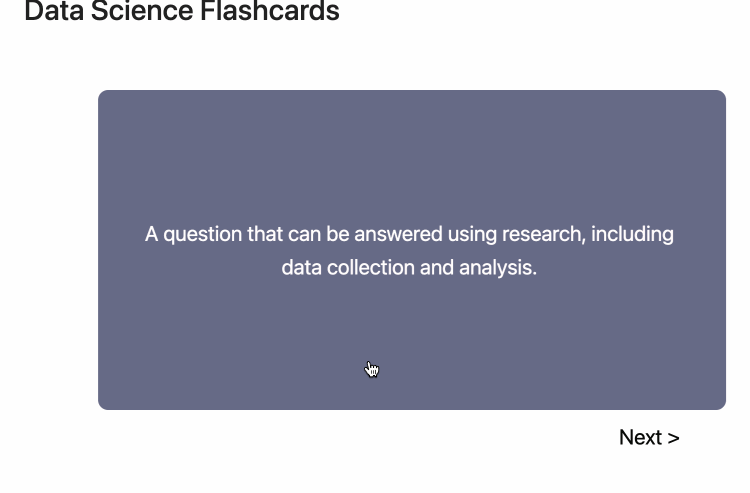 Data Science Flashcards
A question that can be answered using research, including
data collection and analysis.
Next >